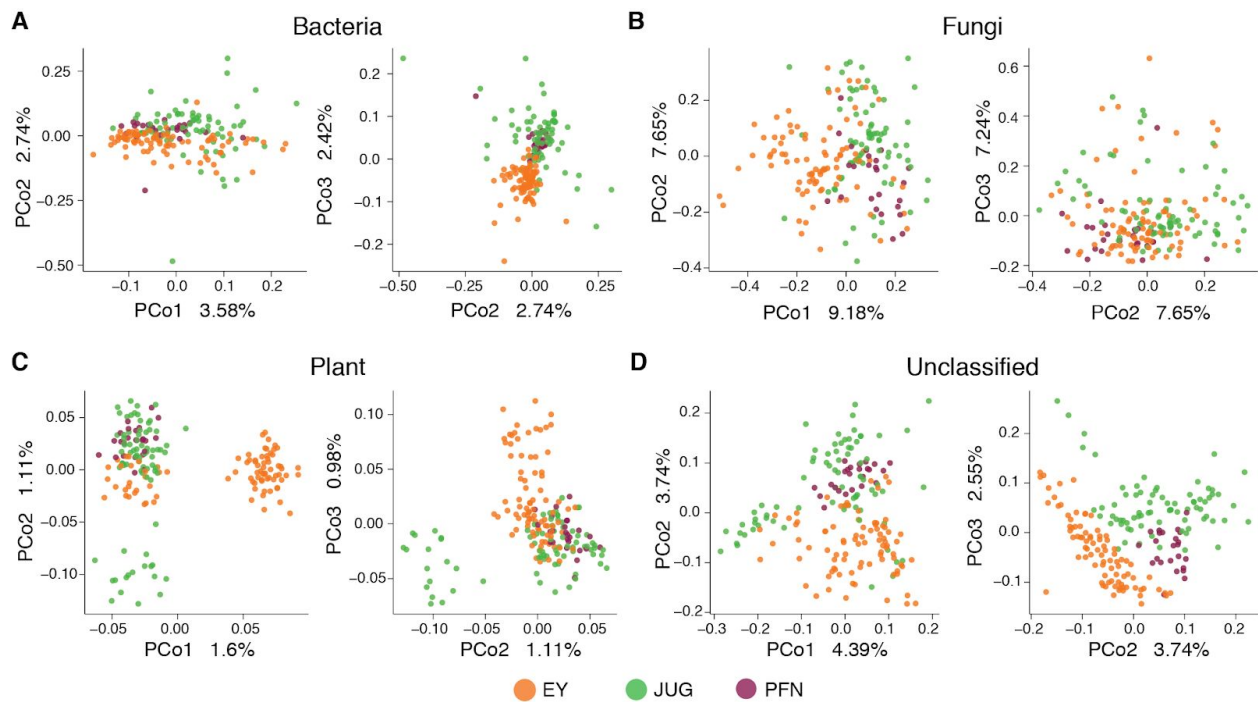 A
Bacteria
B
Fungi
PCo2 2.74%
0.25
0.00
−0.25
−0.50
−0.1
0.0
0.1
0.2
PCo1 3.58%
PCo3 2.42%
0.2
0.1
0.0
−0.1
−0.2
−0.50
−0.25
0.00
0.25
PCo2 2.74%
PCo2 7.65%
0.2
0.0
−0.2
−0.4
−0.4
−0.2
0.0
0.2
PCo1 9.18%
PCo3 7.24%
0.6
0.4
0.2
0.0
−0.2
−0.4
−0.2
0.0
0.2
PCo2 7.65%
C
Plant
D
Unclassified
PCo2 1.11%
0.05
0.00
−0.05
−0.10
−0.05
0.00
0.05
PCo1 1.6%
PCo3 0.98%
0.10
0.05
0.00
−0.05
−0.10
−0.05
0.00
0.05
PCo2 1.11%
PCo2 3.74%
0.2
0.1
0.0
−0.1
−0.2
−0.3
−0.2
−0.1
0.0
0.1
0.2
PCo1 4.39%
PCo3 2.55%
0.2
0.1
0.0
−0.1
−0.2
−0.1
0.0
0.1
0.2
PCo2 3.74%
EY
JUG
PFN